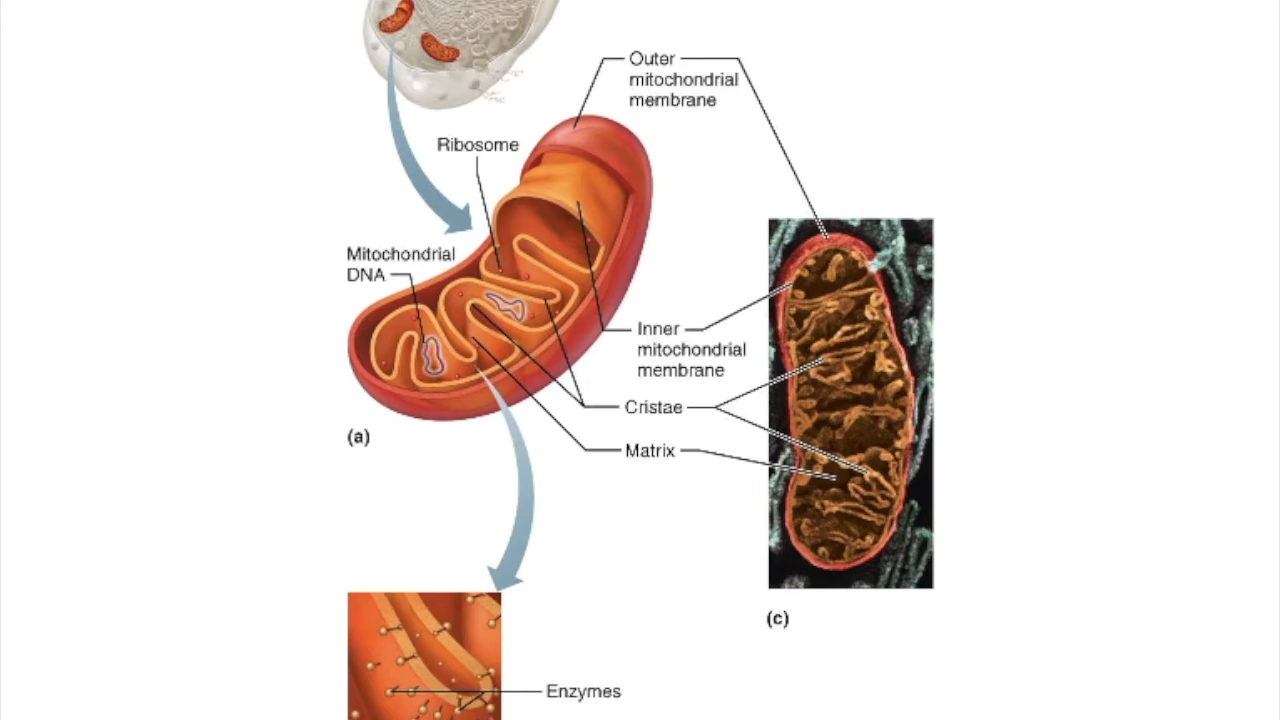 Outer
mitochondrial
membrane
Ribosome
Mitochondrial
DNA
Inner
mitochondrial
membrane
Cristae
(a)
Matrix
(c)
Enzymes